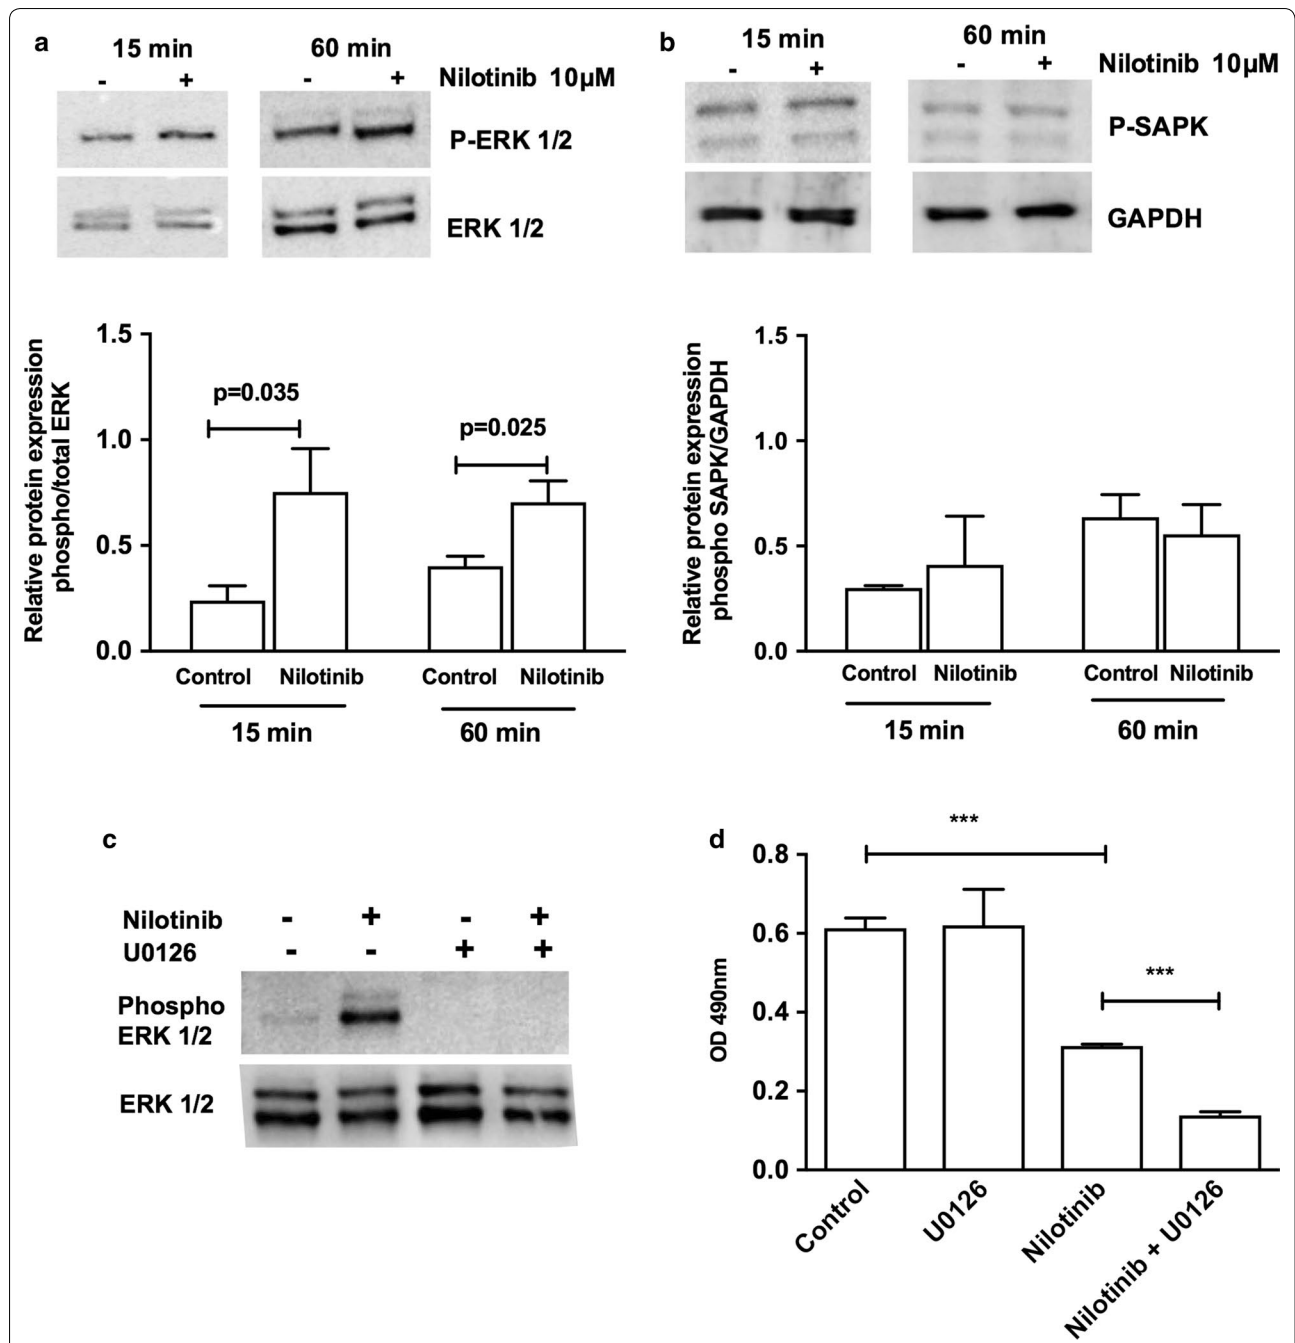 a
15 min 60 min
- + - + Nilotinib 10µM
P-ERK 1/2
ERK 1/2
Relative protein expression
phospho/total ERK
1.5
1.0
0.5
0.0
p=0.035
p=0.025
Control Nilotinib Control Nilotinib
15 min 60 min
b
15 min 60 min
- + - + Nilotinib 10µM
P-SAPK
GAPDH
Relative protein expression
phospho SAPK/GAPDH
1.5
1.0
0.5
0.0
Control Nilotinib Control Nilotinib
15 min 60 min
c
Nilotinib - + - +
U0126 - - + +
Phospho
ERK 1/2
ERK 1/2
d
OD 490nm
0.8
0.6
0.4
0.2
0.0
***
***
Control
U0126
Nilotinib
Nilotinib + U0126